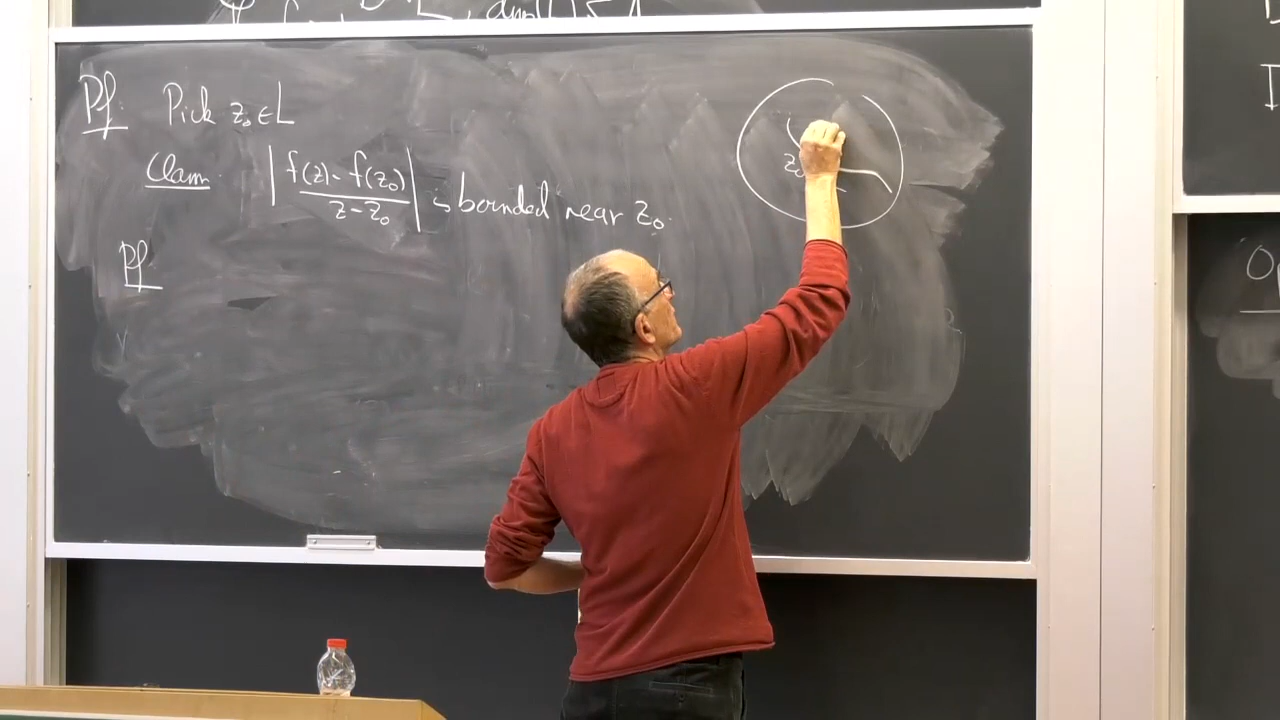 Pf: Pick z₀ ∈ L
Claim | f(z) - f(z₀) / z - z₀ | is bounded near z₀.
Pf
z₀